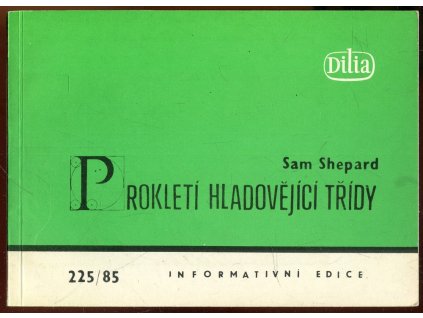 Dilia
Sam Shepard
PROKLETÍ HLADOVĚJÍCÍ TŘÍDY
225/85 INFORMATIVNÍ EDICE